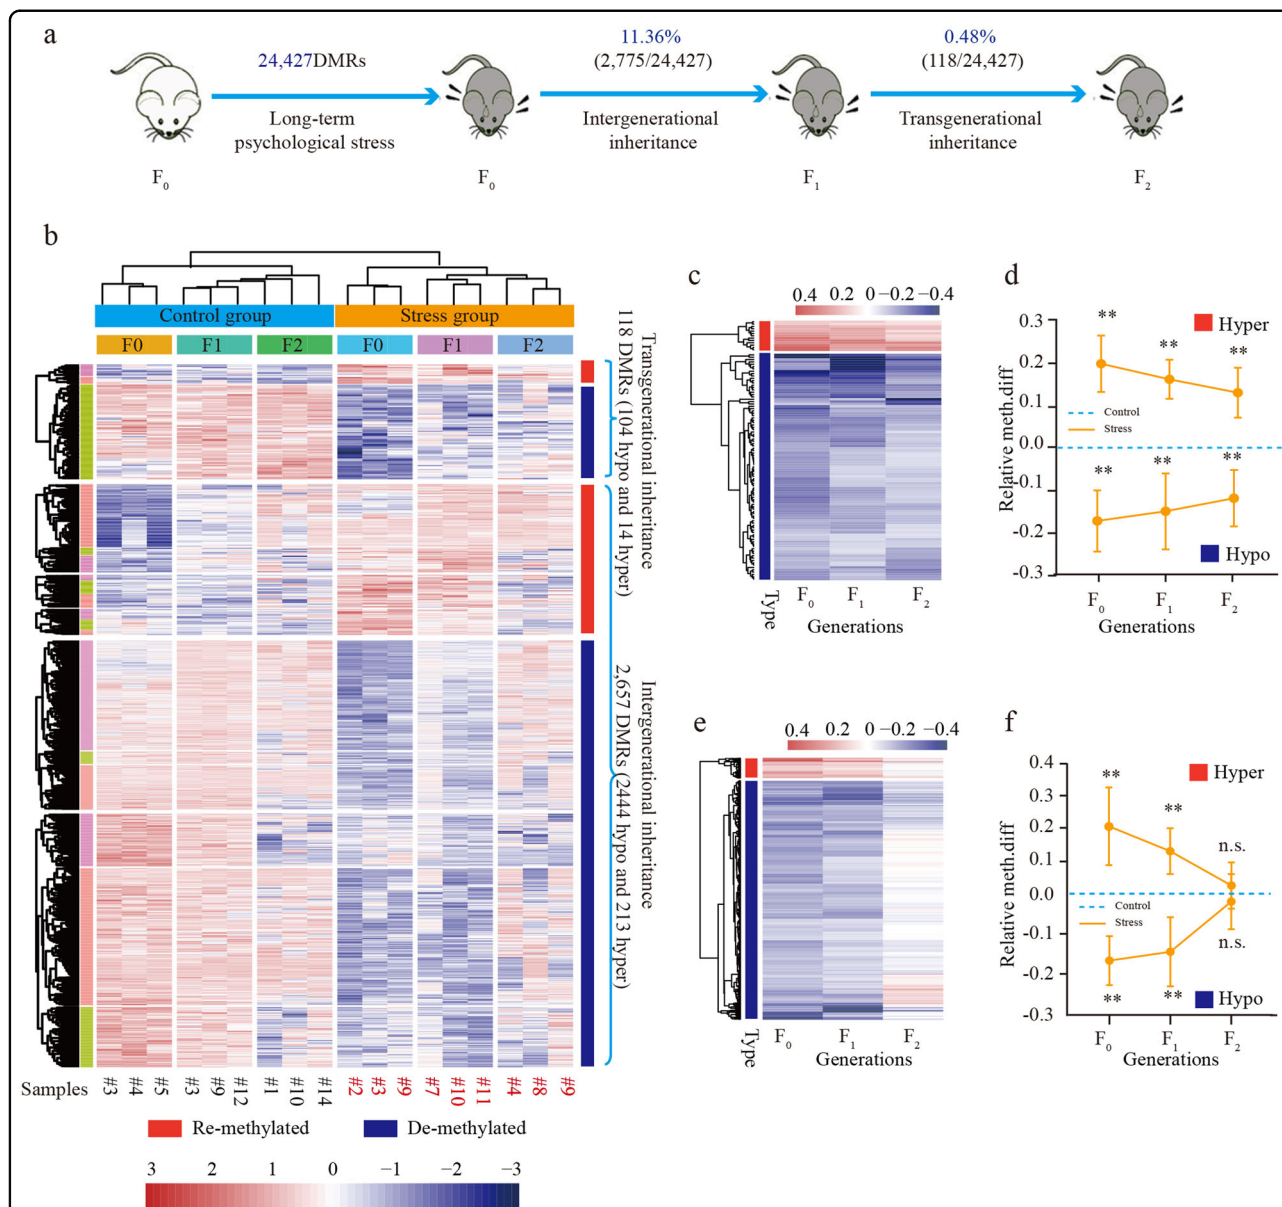 a
24,427DMRs
11.36%
(2,775/24,427)
0.48%
(118/24,427)
Long-term
psychological stress
Intergenerational
inheritance
Transgenerational
inheritance
F0
F0
F1
F2
b
Control group
Stress group
F0
F1
F2
F0
F1
F2
Transgenerational inheritance
118 DMRs (104 hypo and 14 hyper)
Intergenerational inheritance
2,657 DMRs (2444 hypo and 213 hyper)
Samples
#3
#4
#5
#3
#9
#12
#1
#10
#14
#2
#3
#9
#7
#10
#11
#4
#8
#9
Re-methylated
De-methylated
3 2 1 0 −1 −2 −3
c
0.4 0.2 0 −0.2 −0.4
Type
F0
F1
F2
Generations
d
Relative meth.diff
0.3
0.2
0.1
0.0
-0.1
-0.2
-0.3
** ** **
Hyper
Control
Stress
** ** **
Hypo
F0
F1
F2
Generations
e
0.4 0.2 0 −0.2 −0.4
Type
F0
F1
F2
Generations
f
Relative meth.diff
0.4
0.3
0.2
0.1
0.0
-0.1
-0.2
-0.3
** ** n.s.
Hyper
Control
Stress
n.s.
** **
Hypo
F0
F1
F2
Generations